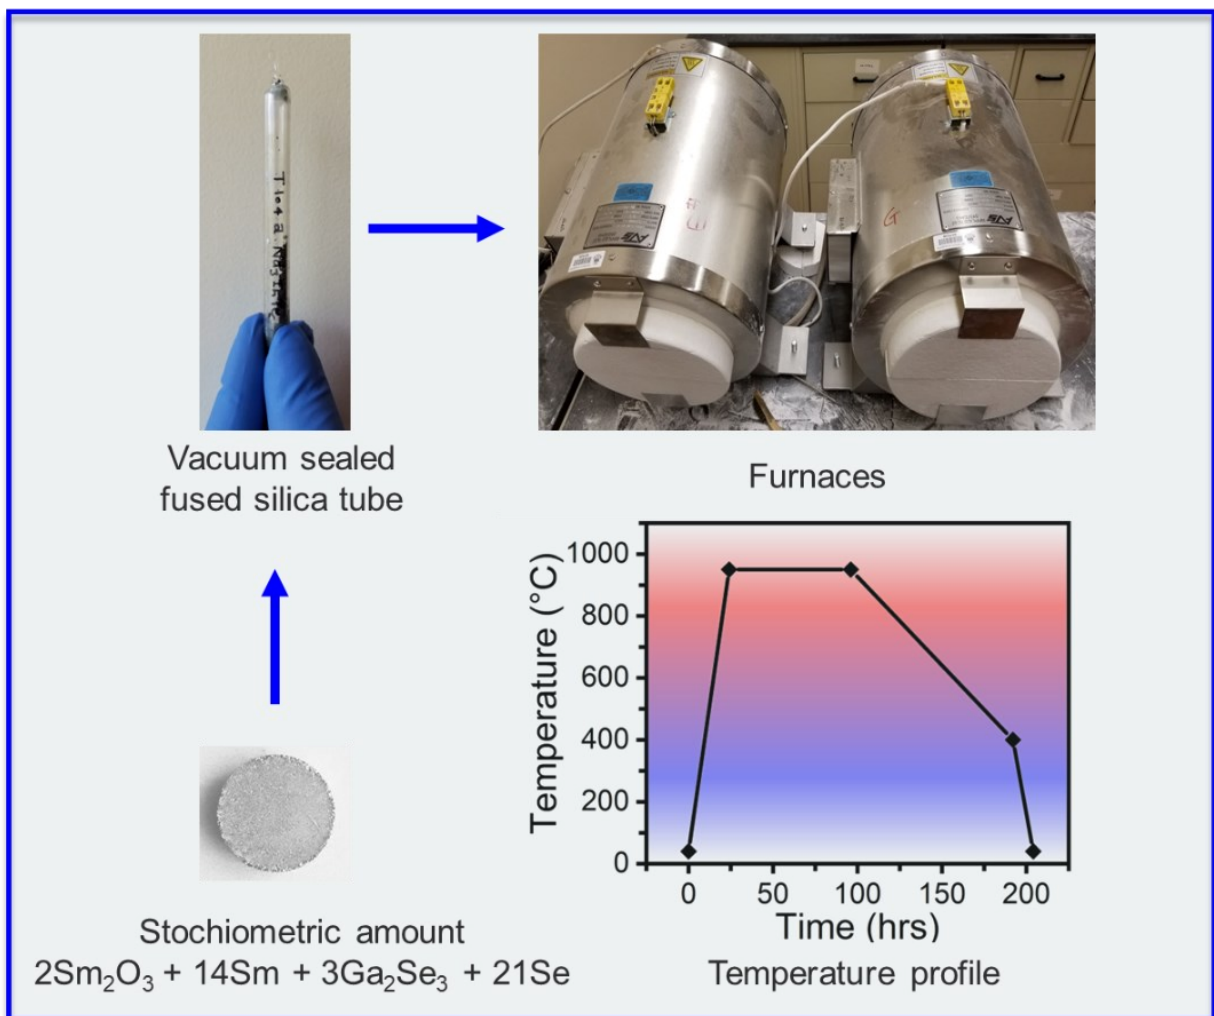 T 104 a
Vacuum sealed
fused silica tube
Furnaces
G
Stochiometric amount
2Sm₂O₃ + 14Sm + 3Ga₂Se₃ + 21Se
Temperature (°C)
1000
800
600
400
200
0
0 50 100 150 200
Time (hrs)
Temperature profile